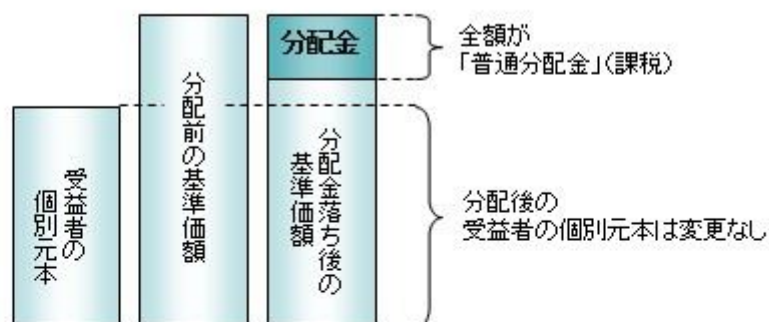 受益者の
個別元本
分配前の基準価額
分配金
分配金落ち後の
基準価額
全額が
「普通分配金」(課税)
分配後の
受益者の個別元本は変更なし